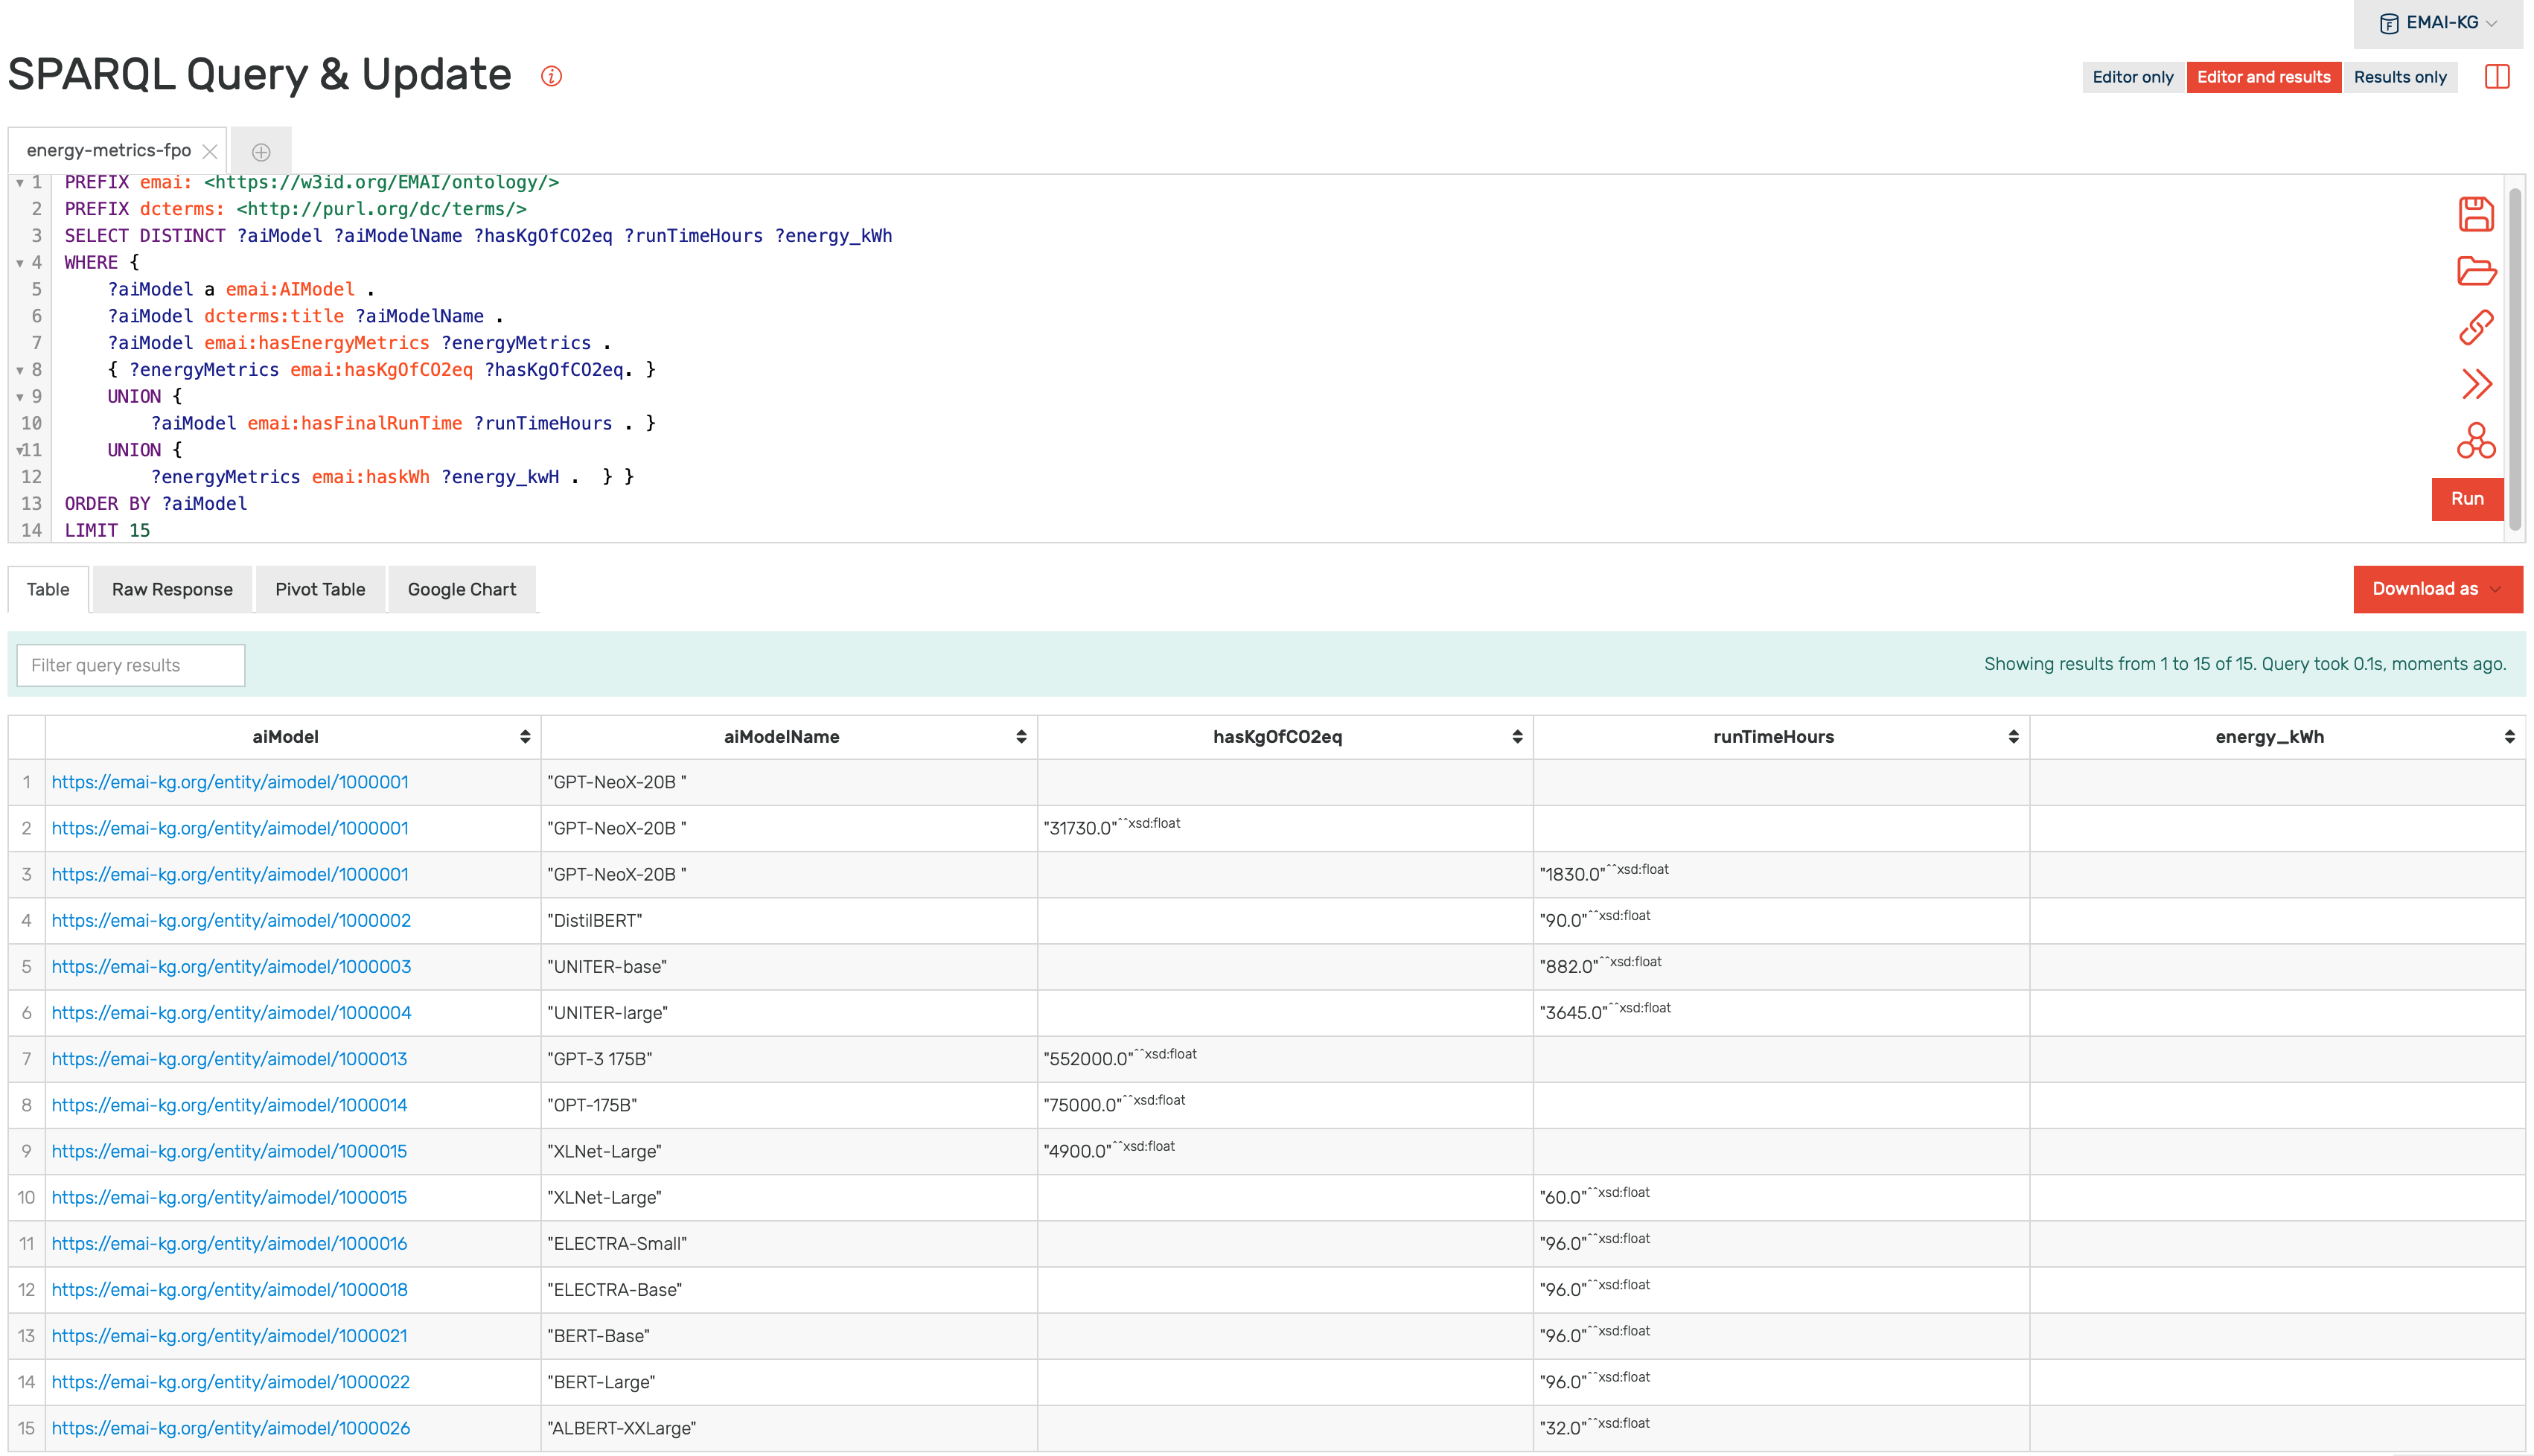 EMAI-KG
SPARQL Query & Update
Editor only Editor and results Results only
energy-metrics-fpo
1 PREFIX emai: <https://w3id.org/EMAI/ontology/>
2 PREFIX dcterms: <http://purl.org/dc/terms/>
3 SELECT DISTINCT ?aiModel ?aiModelName ?hasKgOfCO2eq ?runTimeHours ?energy_kWh
4 WHERE {
5 ?aiModel a emai:AIModel .
6 ?aiModel dcterms:title ?aiModelName .
7 ?aiModel emai:hasEnergyMetrics ?energyMetrics .
8 { ?energyMetrics emai:hasKgOfCO2eq ?hasKgOfCO2eq. }
9 UNION {
10 ?aiModel emai:hasFinalRunTime ?runTimeHours . }
11 UNION {
12 ?energyMetrics emai:haskWh ?energy_kwH . } }
13 ORDER BY ?aiModel
14 LIMIT 15
Run
Table Raw Response Pivot Table Google Chart Download as
Filter query results Showing results from 1 to 15 of 15. Query took 0.1s, moments ago.
aiModel aiModelName hasKgOfCO2eq runTimeHours energy_kWh
1 https://emai-kg.org/entity/aimodel/1000001 "GPT-NeoX-20B "
2 https://emai-kg.org/entity/aimodel/1000001 "GPT-NeoX-20B " "31730.0"^^xsd:float
3 https://emai-kg.org/entity/aimodel/1000001 "GPT-NeoX-20B " "1830.0"^^xsd:float
4 https://emai-kg.org/entity/aimodel/1000002 "DistilBERT" "90.0"^^xsd:float
5 https://emai-kg.org/entity/aimodel/1000003 "UNITER-base" "882.0"^^xsd:float
6 https://emai-kg.org/entity/aimodel/1000004 "UNITER-large" "3645.0"^^xsd:float
7 https://emai-kg.org/entity/aimodel/1000013 "GPT-3 175B" "552000.0"^^xsd:float
8 https://emai-kg.org/entity/aimodel/1000014 "OPT-175B" "75000.0"^^xsd:float
9 https://emai-kg.org/entity/aimodel/1000015 "XLNet-Large" "4900.0"^^xsd:float
10 https://emai-kg.org/entity/aimodel/1000015 "XLNet-Large" "60.0"^^xsd:float
11 https://emai-kg.org/entity/aimodel/1000016 "ELECTRA-Small" "96.0"^^xsd:float
12 https://emai-kg.org/entity/aimodel/1000018 "ELECTRA-Base" "96.0"^^xsd:float
13 https://emai-kg.org/entity/aimodel/1000021 "BERT-Base" "96.0"^^xsd:float
14 https://emai-kg.org/entity/aimodel/1000022 "BERT-Large" "96.0"^^xsd:float
15 https://emai-kg.org/entity/aimodel/1000026 "ALBERT-XXLarge" "32.0"^^xsd:float